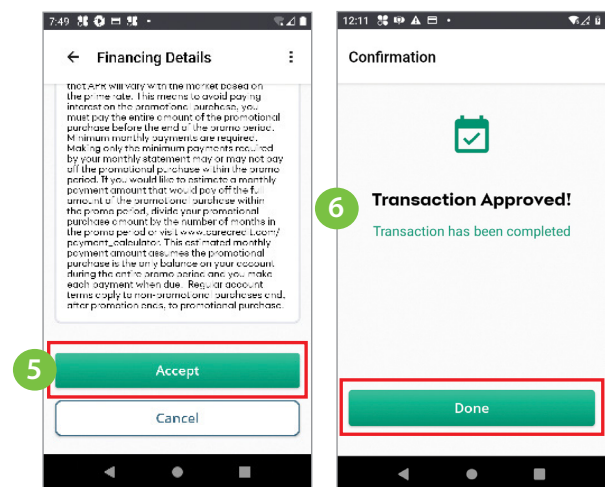 7:49
Financing Details
that APR will vary with the market based on
the prime rate. This means to avoid paying
interest on the promotional purchase, you
must pay the entire amount of the promotional
purchase before the end of the promo period.
Minimum monthly payments are required.
Making only the minimum payments required
by your monthly statement may or may not pay
off the promotional purchase within the promo
period. If you would like to estimate a monthly
payment amount that would pay off the full
amount of the promotional purchase within
the promo period, divide your promotional
purchase amount by the number of months in
the promo period or visit www.carecredit.com/
payment_calculator. This estimated monthly
payment amount assumes the promotional
purchase is the only balance on your account
during the entire promo period and you make
each payment when due. Regular account
terms apply to non-promotional purchases and,
after promotion ends, to promotional purchase.
5
Accept
Cancel
12:11
Confirmation
6
Transaction Approved!
Transaction has been completed
Done